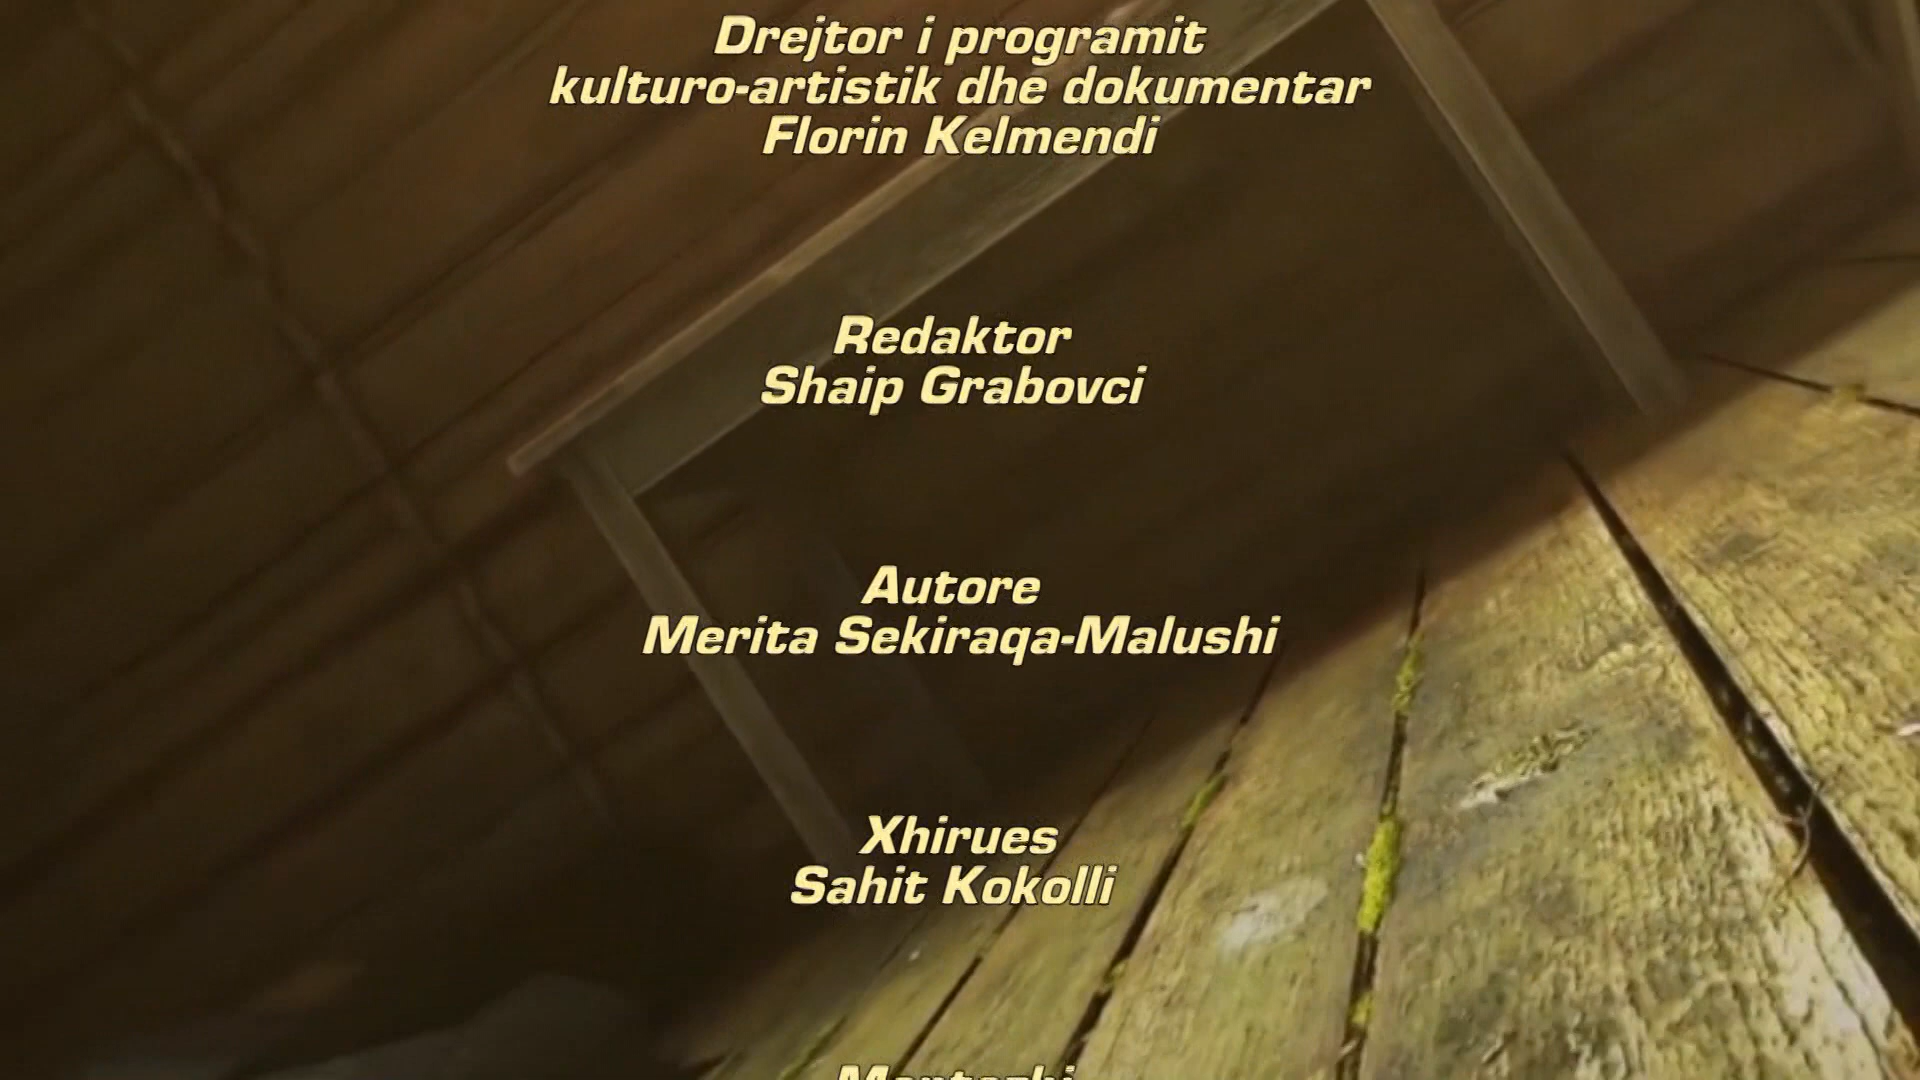 Drejtor i programit
kulturo-artistik dhe dokumentar
Florin Kelmendi
Redaktor
Shaip Grabovci
Autore
Merita Sekiraqa-Malushi
Xhirues
Sahit Kokolli